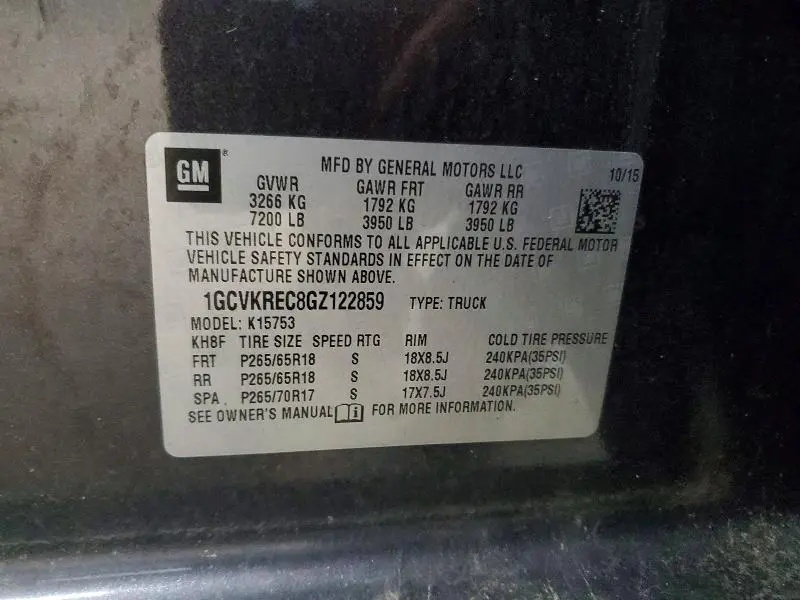 GM ®
MFD BY GENERAL MOTORS LLC
10/15
GVWR GAWR FRT GAWR RR
3266 KG 1792 KG 1792 KG
7200 LB 3950 LB 3950 LB
THIS VEHICLE CONFORMS TO ALL APPLICABLE U.S. FEDERAL MOTOR
VEHICLE SAFETY STANDARDS IN EFFECT ON THE DATE OF
MANUFACTURE SHOWN ABOVE.
1GCVKREC8GZ122859 TYPE: TRUCK
MODEL: K15753
KH8F TIRE SIZE SPEED RTG RIM COLD TIRE PRESSURE
FRT P265/65R18 S 18X8.5J 240KPA(35PSI)
RR P265/65R18 S 18X8.5J 240KPA(35PSI)
SPA P265/70R17 S 17X7.5J 240KPA(35PSI)
SEE OWNER'S MANUAL i FOR MORE INFORMATION.